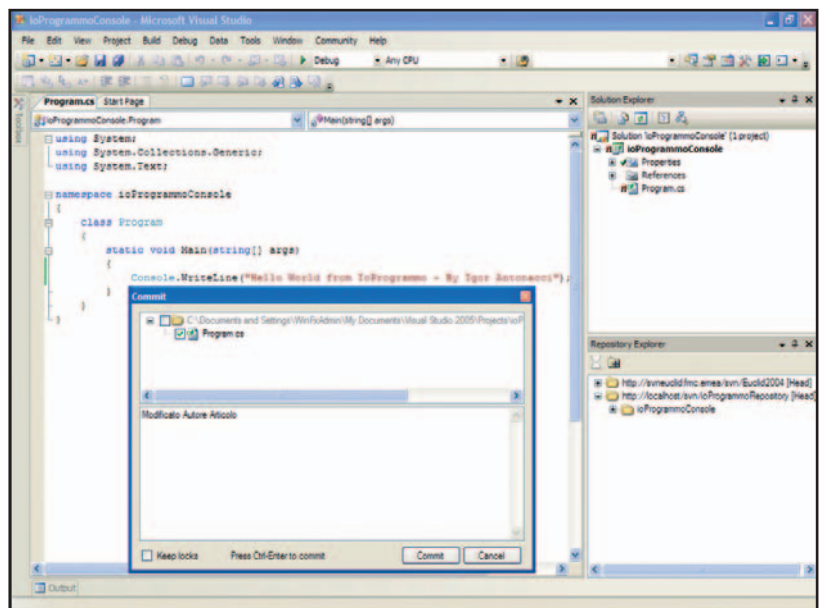 ioProgrammoConsole - Microsoft Visual Studio
File Edit View Project Build Debug Data Tools Window Community Help
Debug Any CPU
Program.cs Start Page
Toolbox
ioProgrammoConsole.Program
Main(string[] args)
using System;
using System.Collections.Generic;
using System.Text;
namespace ioProgrammoConsole
{
class Program
{
static void Main(string[] args)
{
Console.WriteLine("Hello World from IoProgrammo - By Igor Antonacci");
}
}
}
Commit
C:\Documents and Settings\WinFxAdmin\My Documents\Visual Studio 2005\Projects\ioP
Program.cs
Modificato Autore Articolo
Keep locks
Press Ctrl-Enter to commit
Commit
Cancel
Solution Explorer
Solution 'ioProgrammoConsole' (1 project)
ioProgrammoConsole
Properties
References
Program.cs
Repository Explorer
http://svneuclid.fmc.emea/svn/Euclid2004 [Head]
http://localhost/svn/ioProgrammoRepository [Head]
ioProgrammoConsole
Output